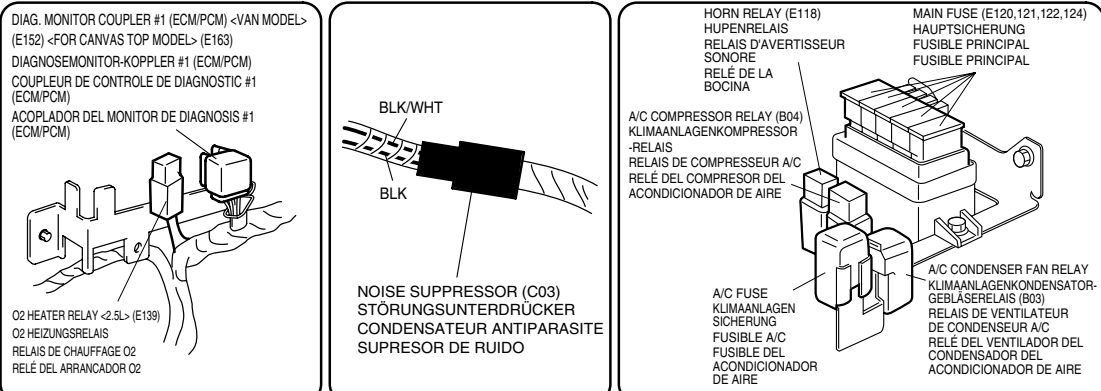 DIAG. MONITOR COUPLER #1 (ECM/PCM) <VAN MODEL>
(E152) <FOR CANVAS TOP MODEL> (E163)
DIAGNOSEMONITOR-KOPPLER #1 (ECM/PCM)
COUPLEUR DE CONTROLE DE DIAGNOSTIC #1
(ECM/PCM)
ACOPLADOR DEL MONITOR DE DIAGNOSIS #1
(ECM/PCM)
O2 HEATER RELAY <2.5L> (E139)
O2 HEIZUNGSRELAIS
RELAIS DE CHAUFFAGE O2
RELÉ DEL ARRANCADOR O2
BLK/WHT
BLK
NOISE SUPPRESSOR (C03)
STÖRUNGSUNTERDRÜCKER
CONDENSATEUR ANTIPARASITE
SUPRESOR DE RUIDO
HORN RELAY (E118)
HUPENRELAIS
RELAIS D'AVERTISSEUR
SONORE
RELÉ DE LA
BOCINA
MAIN FUSE (E120,121,122,124)
HAUPTSICHERUNG
FUSIBLE PRINCIPAL
FUSIBLE PRINCIPAL
A/C COMPRESSOR RELAY (B04)
KLIMAANLAGENKOMPRESSOR
-RELAIS
RELAIS DE COMPRESSEUR A/C
RELÉ DEL COMPRESOR DEL
ACONDICIONADOR DE AIRE
A/C FUSE
KLIMAANLAGEN
SICHERUNG
FUSIBLE A/C
FUSIBLE DEL
ACONDICIONADOR
DE AIRE
A/C CONDENSER FAN RELAY
KLIMAANLAGENKONDENSATOR-
GEBLÄSERELAIS (B03)
RELAIS DE VENTILATEUR
DE CONDENSEUR A/C
RELÉ DEL VENTILADOR DEL
CONDENSADOR DEL
ACONDICIONADOR DE AIRE